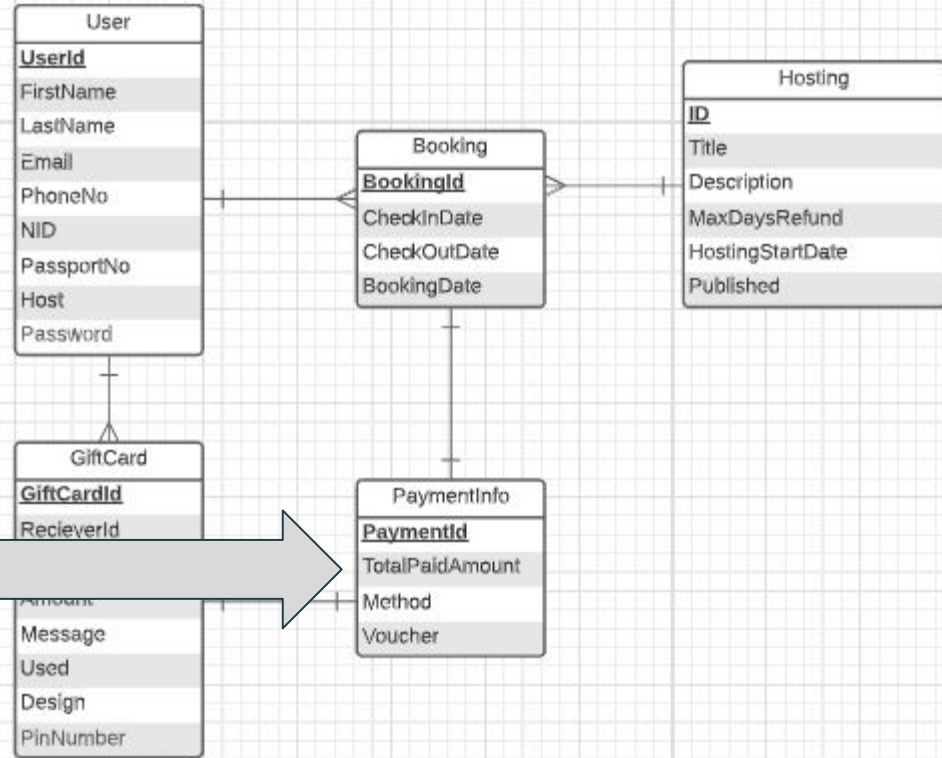 User
UserId
FirstName
LastName
Email
PhoneNo
NID
PassportNo
Host
Password
GiftCard
GiftCardId
RecieverId
Amount
Message
Used
Design
PinNumber
Booking
BookingId
CheckInDate
CheckOutDate
BookingDate
PaymentInfo
PaymentId
TotalPaidAmount
Method
Voucher
Hosting
ID
Title
Description
MaxDaysRefund
HostingStartDate
Published